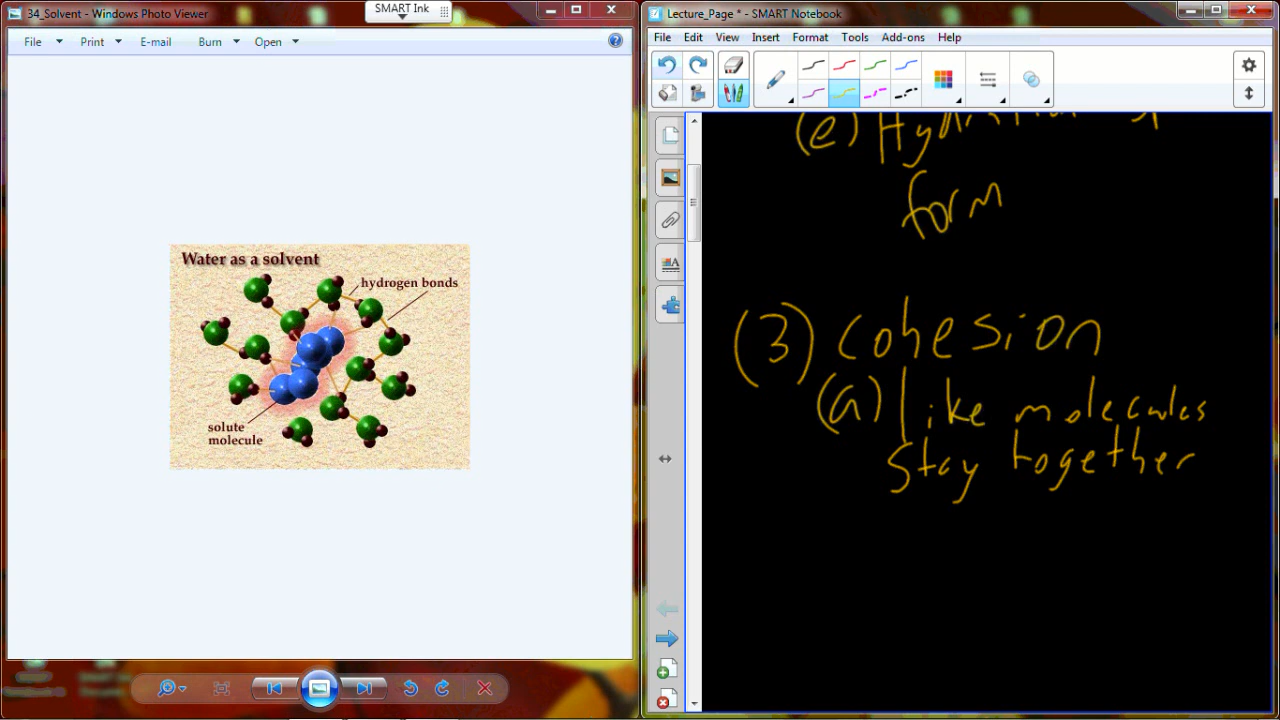 34_Solvent - Windows Photo Viewer
SMART Ink
File Print E-mail Burn Open
Water as a solvent
hydrogen bonds
solute
molecule
Lecture_Page * - SMART Notebook
File Edit View Insert Format Tools Add-ons Help
(e)
form
(3) Cohesion
(a) Like molecules
Stay together